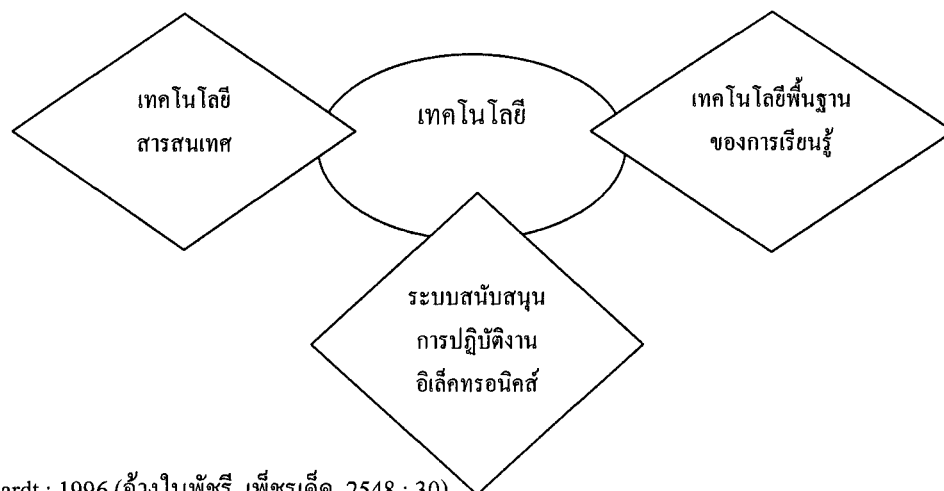 เทคโนโลยี
สารสนเทศ
เทคโนโลยี
เทคโนโลยีพื้นฐาน
ของการเรียนรู้
ระบบสนับสนุน
การปฏิบัติงาน
อิเล็คทรอนิคส์
1996 (อ้างในพัชรี 2548 : 30)